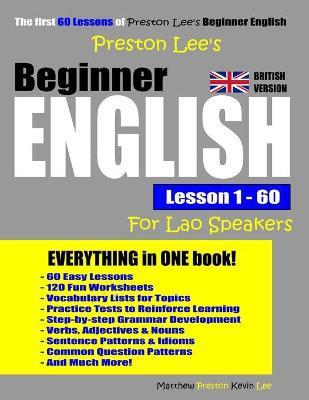 The first 60 Lessons of Preston Lee's Beginner English
Preston Lee's
Beginner
BRITISH
VERSION
ENGLISH
Lesson 1 - 60
For Lao Speakers
EVERYTHING in ONE book!
- 60 Easy Lessons
- 120 Fun Worksheets
- Vocabulary Lists for Topics
- Practice Tests to Reinforce Learning
- Step-by-step Grammar Development
- Verbs, Adjectives & Nouns
- Sentence Patterns & Idioms
- Common Question Patterns
- And Much More!
Matthew Preston Kevin Lee